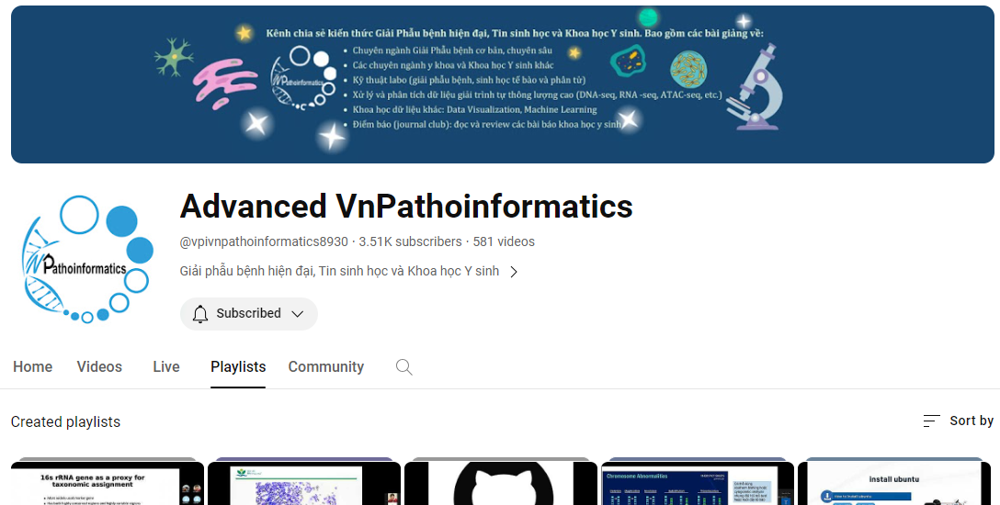 Kênh chia sẻ kiến thức Giải Phẫu bệnh hiện đại, Tin sinh học và Khoa học Y sinh. Bao gồm các bài giảng về:
• Chuyên ngành Giải Phẫu bệnh cơ bản, chuyên sâu
• Các chuyên ngành y khoa và Khoa học Y sinh khác
• Kỹ thuật labo (giải phẫu bệnh, sinh học tế bào và phân tử)
• Xử lý và phân tích dữ liệu giải trình tự thông lượng cao (DNA-seq, RNA -seq, ATAC-seq, etc.)
• Khoa học dữ liệu khác: Data Visualization, Machine Learning
• Điểm báo (journal club): đọc và review các bài báo khoa học y sinh
VNPathoinformatics
Advanced VnPathoinformatics
@vpivnpathoinformatics8930 · 3.51K subscribers · 581 videos
Giải phẫu bệnh hiện đại, Tin sinh học và Khoa học Y sinh
VNPathoinformatics
Subscribed
Home Videos Live Playlists Community
Created playlists
Sort by
16s rRNA gene as a proxy for
taxonomic assignment
Chromosome Abnormalities
install ubuntu